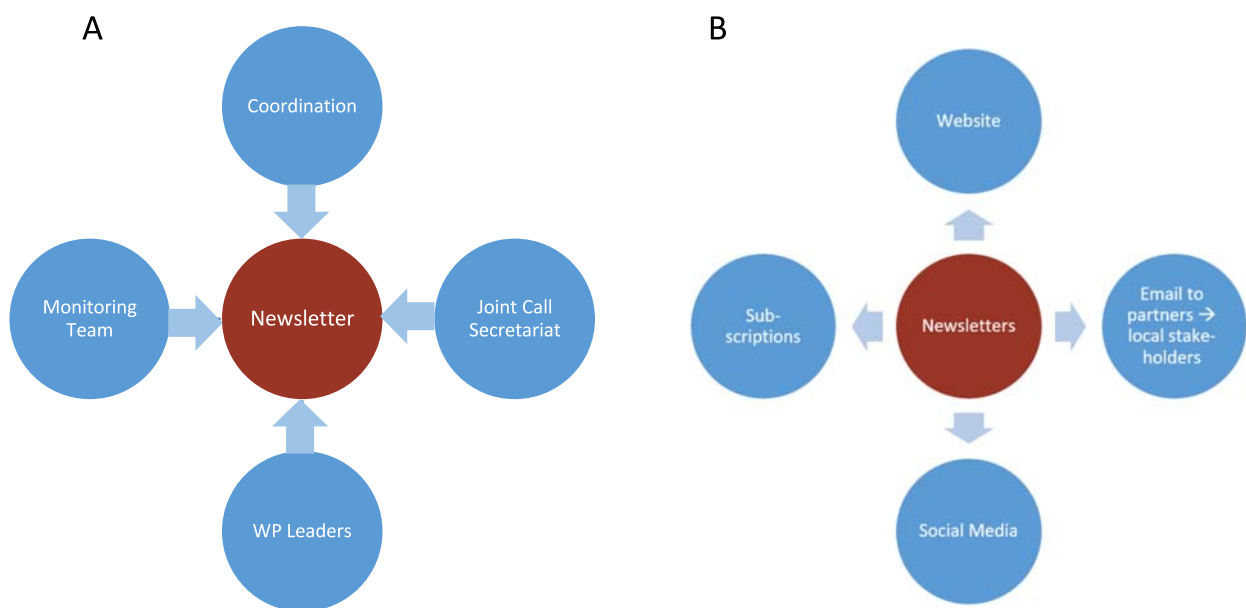 A
Coordination
Monitoring
Team
Newsletter
Joint Call
Secretariat
WP Leaders
B
Website
Sub-
scriptions
Newsletters
Email to
partners →
local stake-
holders
Social Media